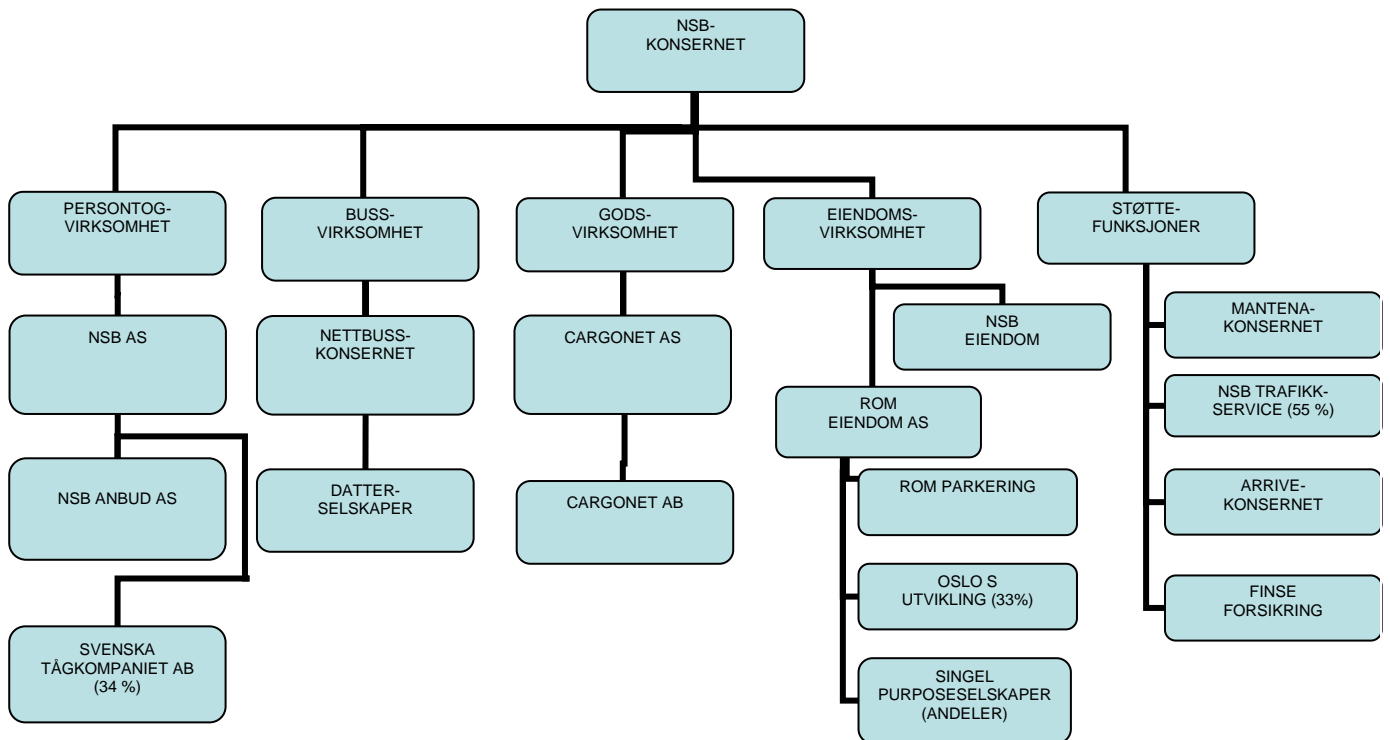 NSB-
KONSERNET
PERSONTOG-
VIRKSOMHET
BUSS-
VIRKSOMHET
GODS-
VIRKSOMHET
EIENDOMS-
VIRKSOMHET
STØTTE-
FUNKSJONER
NSB AS
NETTBUSS-
KONSERNET
CARGONET AS
NSB
EIENDOM
MANTENA-
KONSERNET
ROM
EIENDOM AS
NSB TRAFIKK-
SERVICE (55 %)
NSB ANBUD AS
DATTER-
SELSKAPER
CARGONET AB
ROM PARKERING
ARRIVE-
KONSERNET
OSLO S
UTVIKLING (33%)
FINSE
FORSIKRING
SVENSKA
TÅGKOMPANIET AB
(34 %)
SINGEL
PURPOSESELSKAPER
(ANDELER)